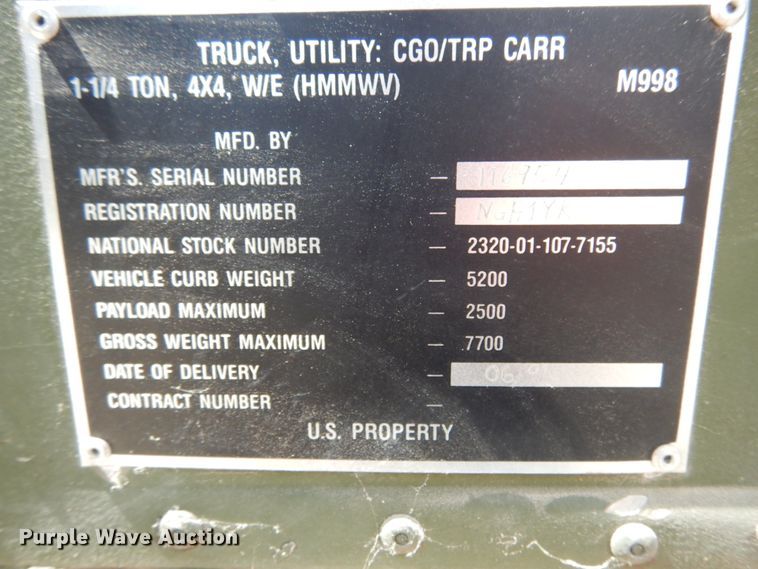 TRUCK, UTILITY: CGO/TRP CARR
1-1/4 TON, 4X4, W/E (HMMWV) M998
MFD. BY
MFR'S. SERIAL NUMBER —
REGISTRATION NUMBER —
NATIONAL STOCK NUMBER — 2320-01-107-7155
VEHICLE CURB WEIGHT — 5200
PAYLOAD MAXIMUM — 2500
GROSS WEIGHT MAXIMUM — 7700
DATE OF DELIVERY —
CONTRACT NUMBER —
U.S. PROPERTY
Purple Wave Auction